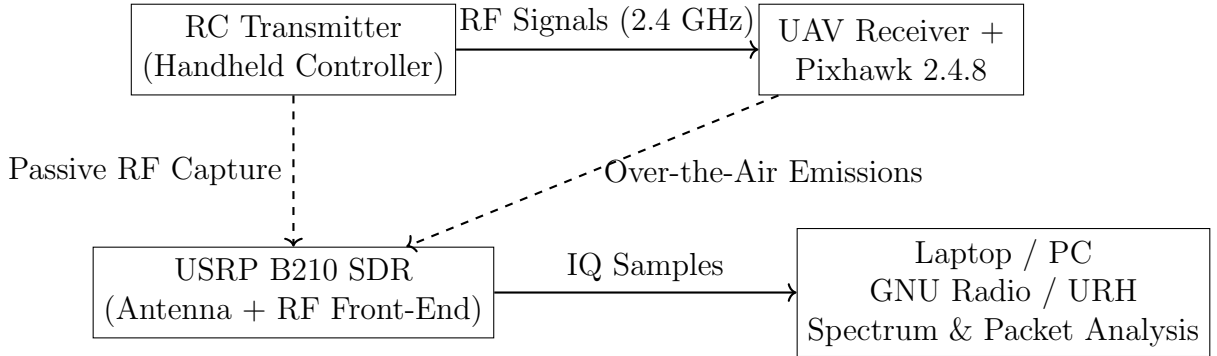 RC Transmitter
(Handheld Controller)
RF Signals (2.4 GHz)
UAV Receiver +
Pixhawk 2.4.8
Passive RF Capture
Over-the-Air Emissions
USRP B210 SDR
(Antenna + RF Front-End)
IQ Samples
Laptop / PC
GNU Radio / URH
Spectrum & Packet Analysis